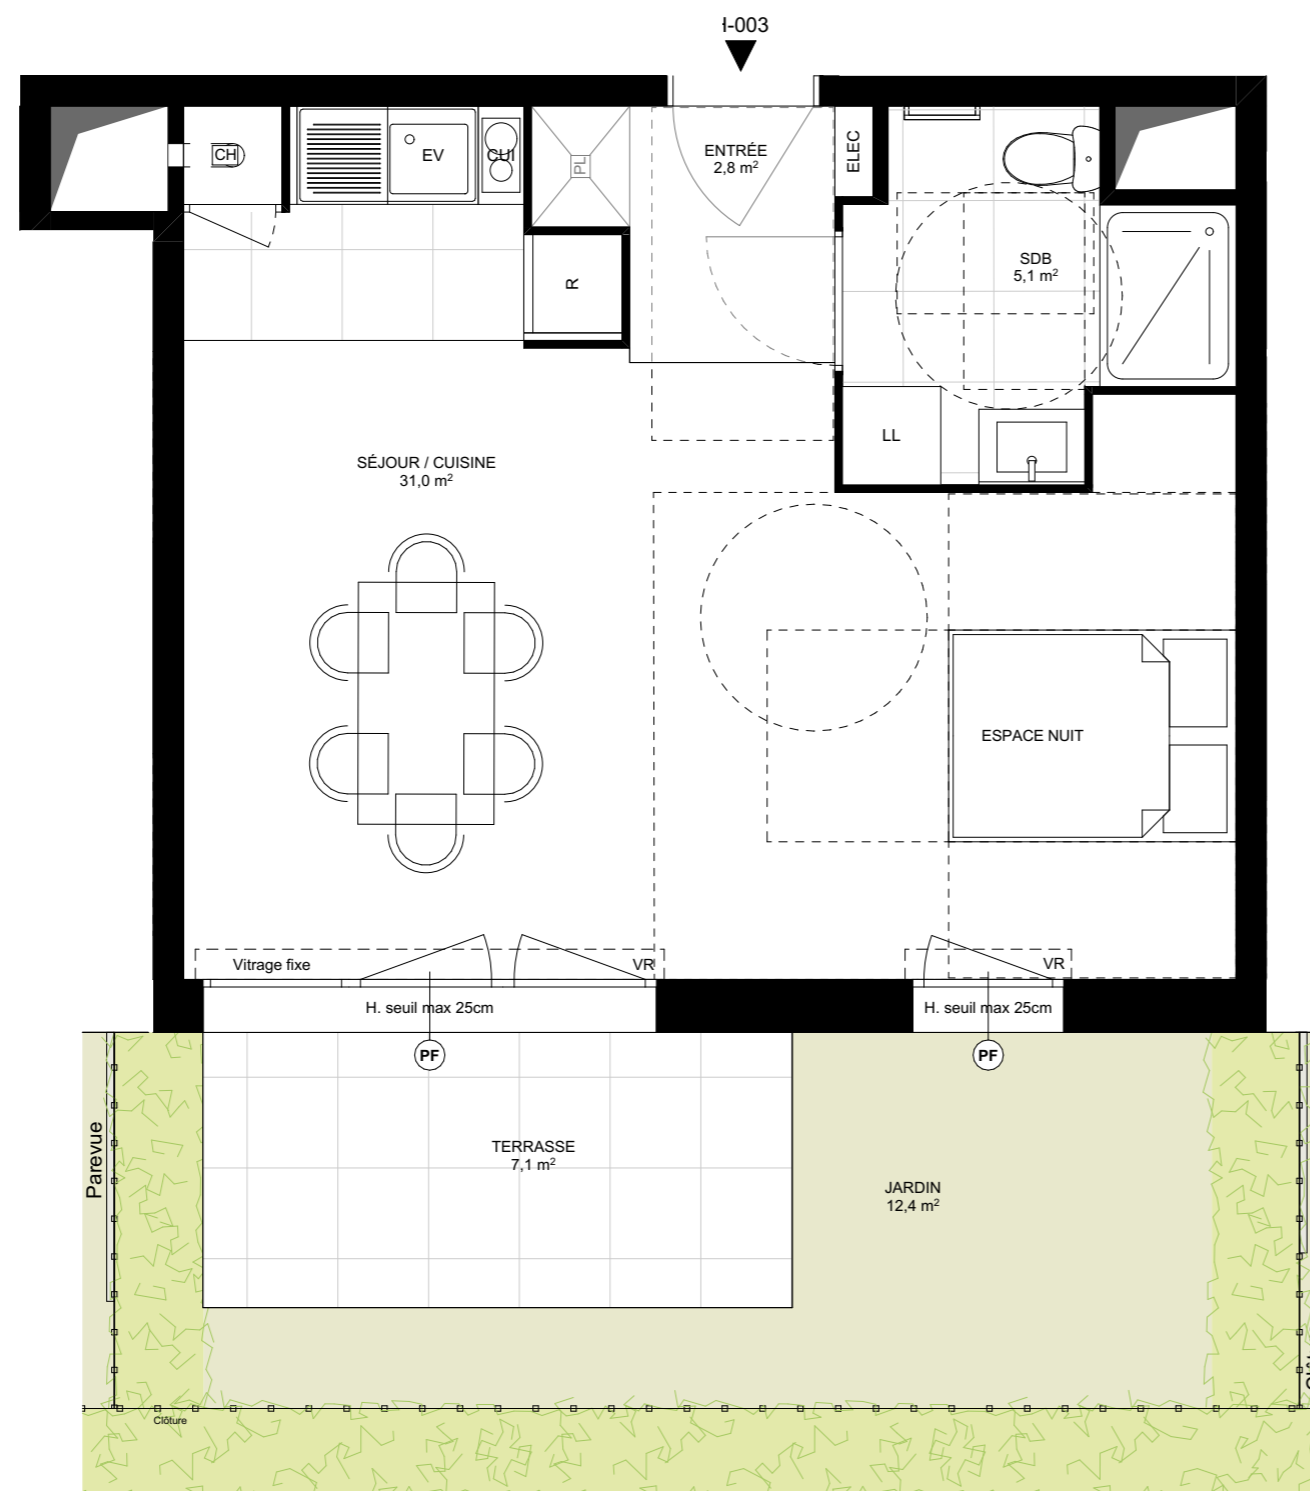 I-003
CH
EV
CUI
PL
ENTRÉE
2,8 m²
ELEC
SDB
5,1 m²
R
LL
SÉJOUR / CUISINE
31,0 m²
ESPACE NUIT
Vitrage fixe
VR
VR
H. seuil max 25cm
H. seuil max 25cm
PF
PF
Parevue
TERRASSE
7,1 m²
JARDIN
12,4 m²
Clôture